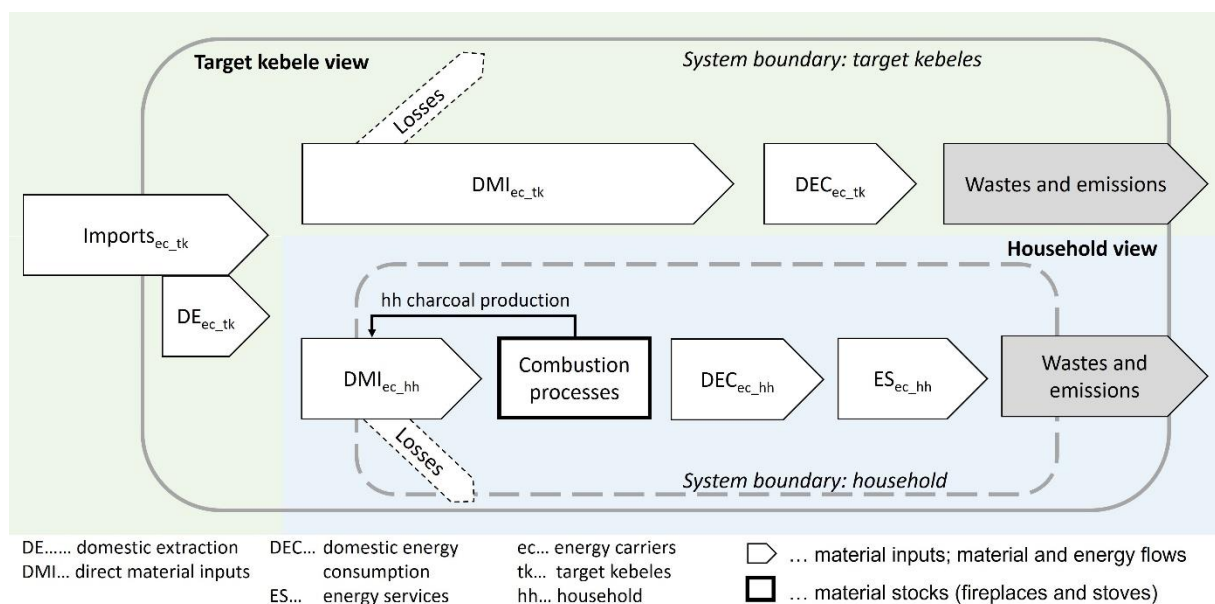 Target kebele view
System boundary: target kebeles
Losses
DMIec_tk
DECec_tk
Wastes and emissions
Importsec_tk
DEec_tk
Household view
hh charcoal production
DMIec_hh
Combustion
processes
DECec_hh
ESec_hh
Wastes and
emissions
Losses
System boundary: household
DE...... domestic extraction
DMI... direct material inputs
DEC... domestic energy
consumption
ES... energy services
ec... energy carriers
tk... target kebeles
hh... household
... material inputs; material and energy flows
... material stocks (fireplaces and stoves)